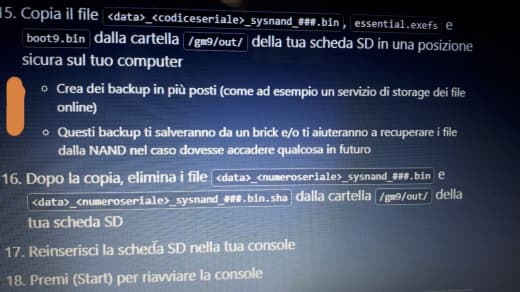 15. Copia il file <data>_<codiceseriale>_sysnand_###.bin, essential.exefs e
boot9.bin dalla cartella /gm9/out/ della tua scheda SD in una posizione
sicura sul tuo computer
o Crea dei backup in più posti (come ad esempio un servizio di storage dei file
online)
o Questi backup ti salveranno da un brick e/o ti aiuteranno a recuperare i file
dalla NAND nel caso dovesse accadere qualcosa in futuro
16. Dopo la copia, elimina i file <data>_<numeroseriale>_sysnand_###.bin e
<data>_<numeroseriale>_sysnand_###.bin.sha dalla cartella /gm9/out/ della
tua scheda SD
17. Reinserisci la scheda SD nella tua console
18. Premi (Start) per riavviare la console